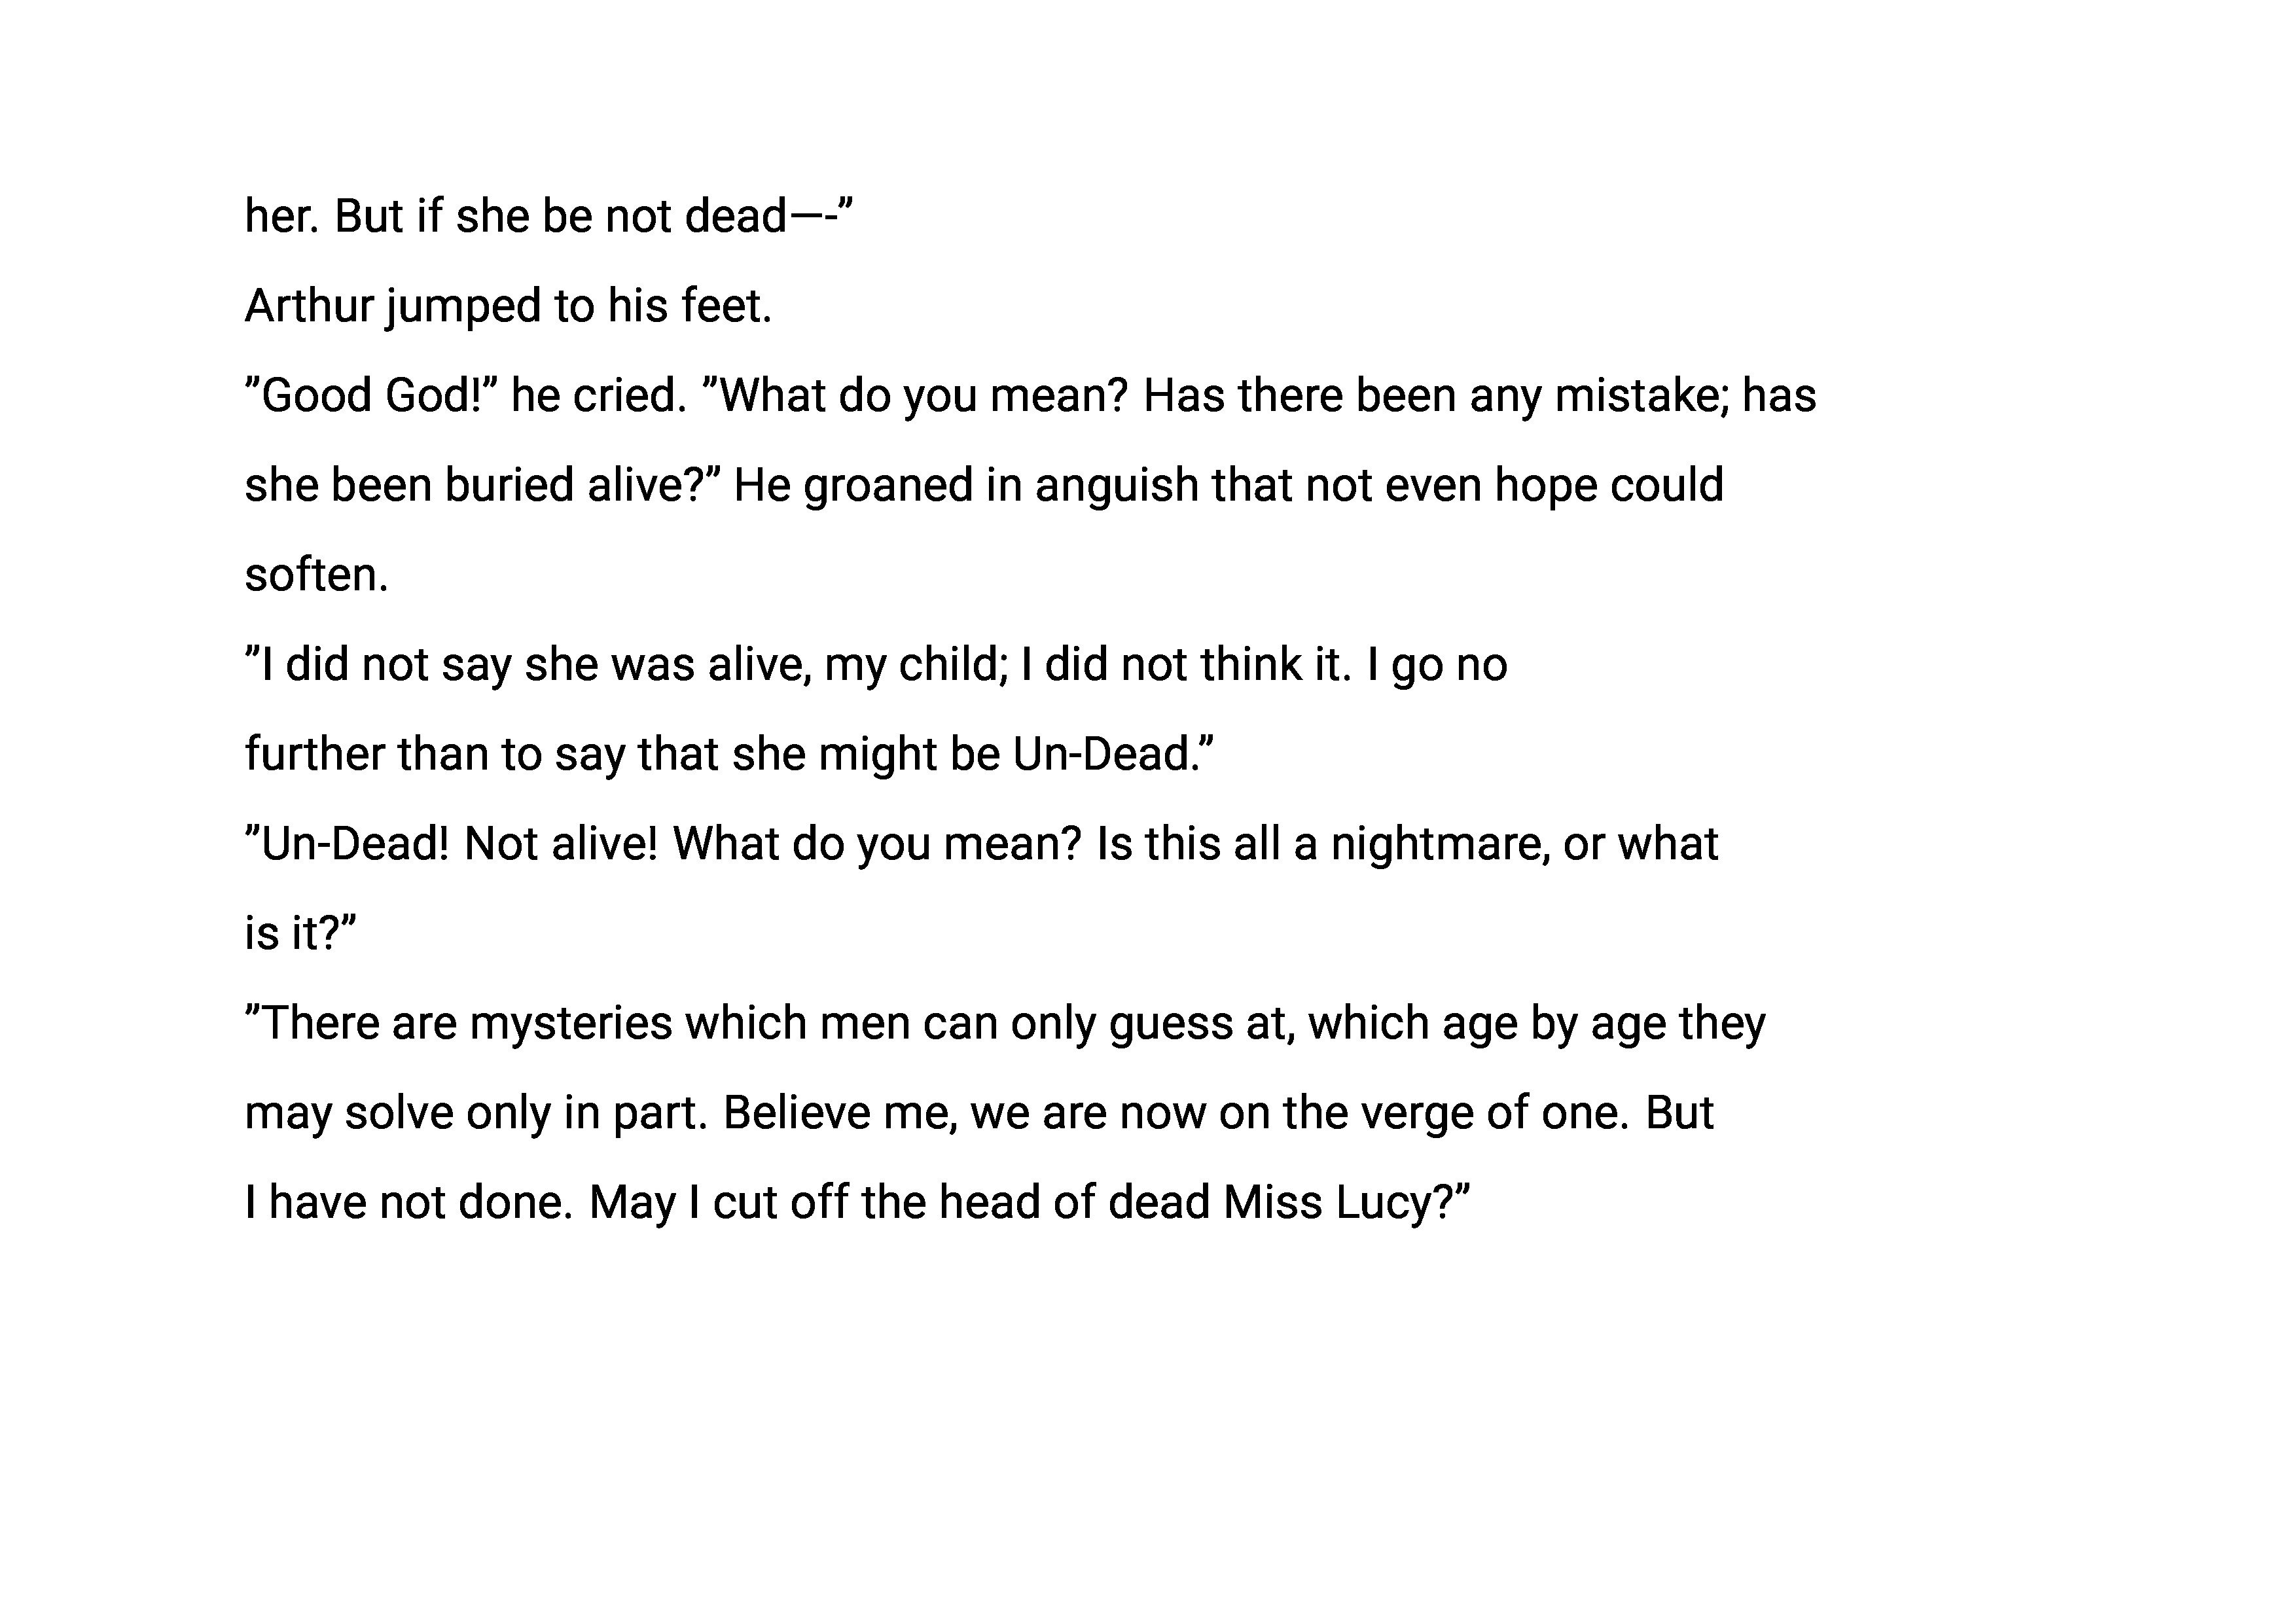 her. But if she be not dead—-”
Arthur jumped to his feet.
”Good God!” he cried. ”What do you mean? Has there been any mistake; has
she been buried alive?” He groaned in anguish that not even hope could
soften.
”I did not say she was alive, my child; I did not think it. I go no
further than to say that she might be Un-Dead.”
”Un-Dead! Not alive! What do you mean? Is this all a nightmare, or what
is it?”
”There are mysteries which men can only guess at, which age by age they
may solve only in part. Believe me, we are now on the verge of one. But
I have not done. May I cut off the head of dead Miss Lucy?”